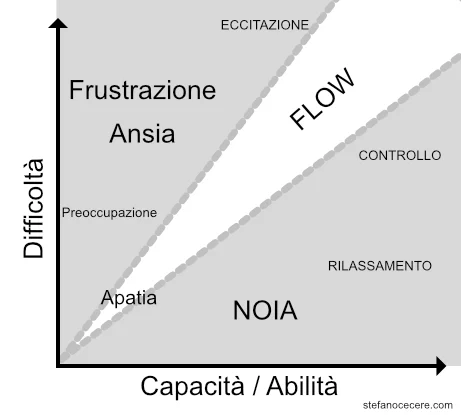 ECCITAZIONE
Frustrazione
Ansia
FLOW
CONTROLLO
Preoccupazione
Difficoltà
RILASSAMENTO
Apatia
NOIA
Capacità / Abilità
stefanocecere.com